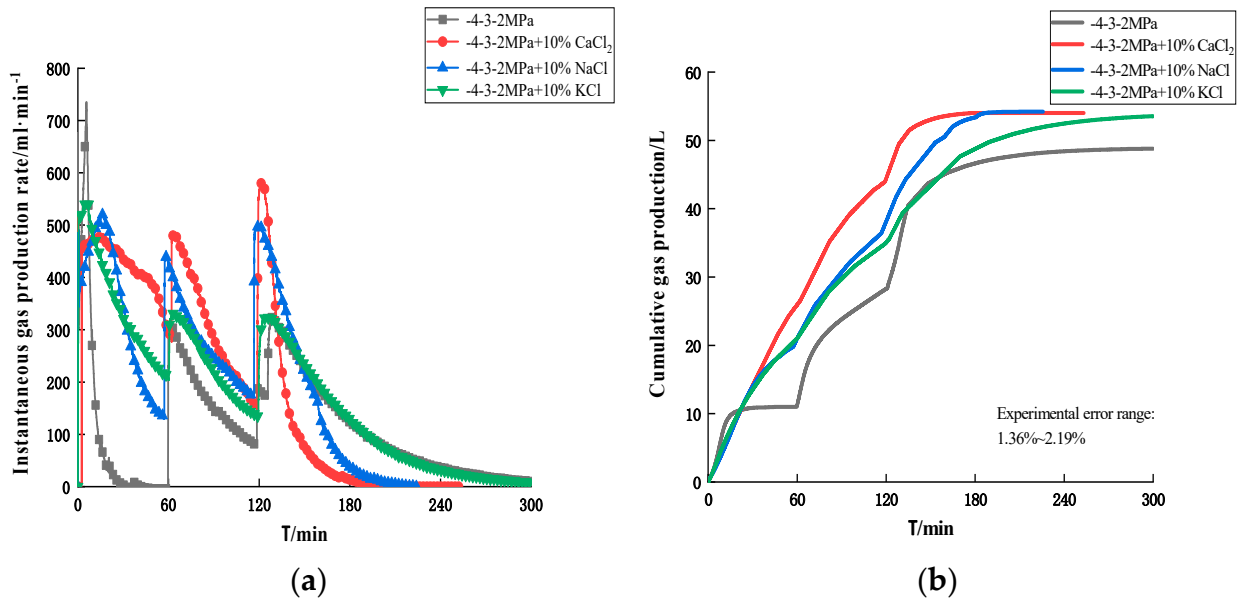 -4-3-2MPa
-4-3-2MPa+10% CaCl₂
-4-3-2MPa+10% NaCl
-4-3-2MPa+10% KCl
Instantaneous gas production rate/ml·min⁻¹
800
700
600
500
400
300
200
100
0
0 60 120 180 240 300
T/min
(a)
-4-3-2MPa
-4-3-2MPa+10% CaCl₂
-4-3-2MPa+10% NaCl
-4-3-2MPa+10% KCl
Cumulative gas production/L
60
50
40
30
20
10
0
Experimental error range:
1.36%~2.19%
0 60 120 180 240 300
T/min
(b)